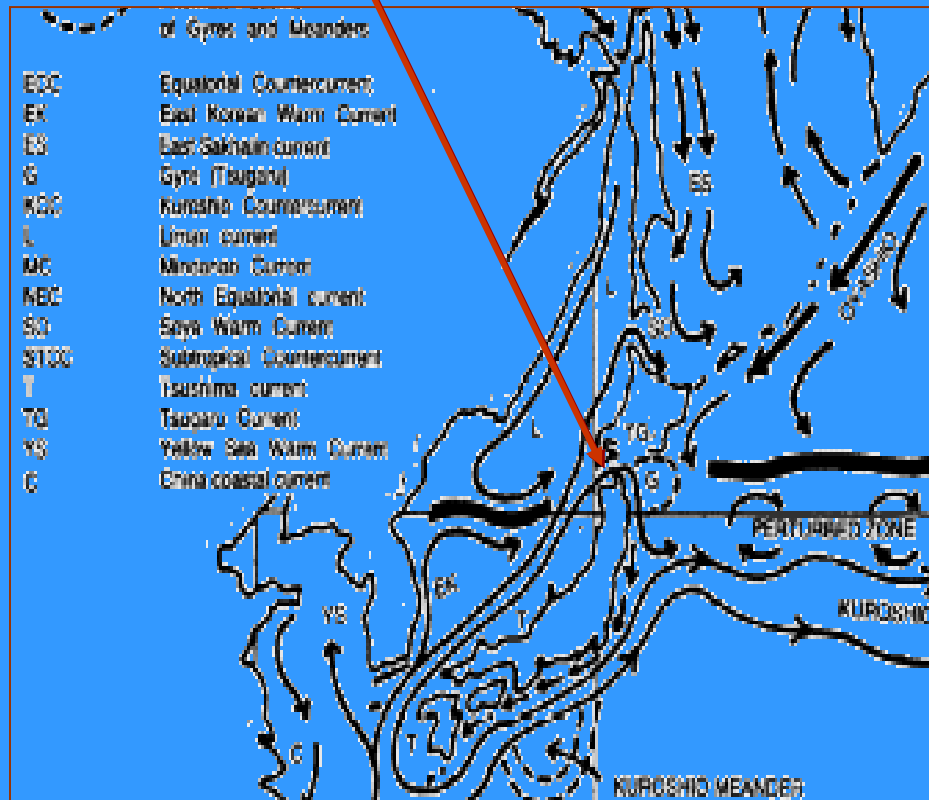 of Gyres and Meanders
ECC Equatorial Countercurrent
EK East Korean Warm Current
ES East Sakhalin current
G Gyre (Tsugaru)
KCC Kuroshio Countercurrent
L Liman current
MC Mindanao Current
NEC North Equatorial current
SO Soya Warm Current
STCC Subtropical Countercurrent
T Tsushima current
TG Tsugaru Current
YS Yellow Sea Warm Current
C China coastal current
ES
OYASHIO
L
SO
L
TG
G
PERTURBED ZONE
EK
YS
T
KUROSHIO
T
C
KUROSHIO MEANDER